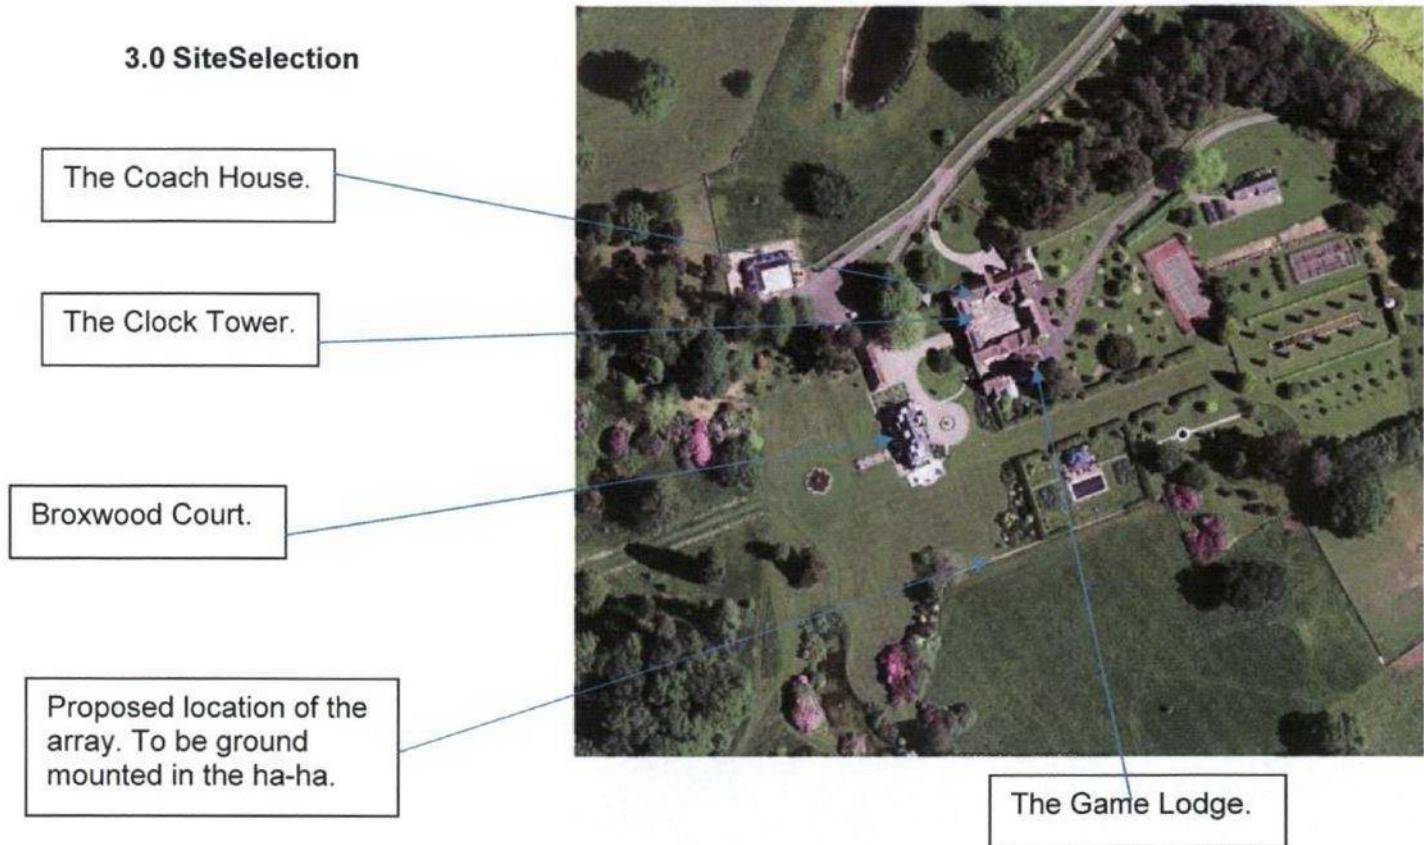 3.0 SiteSelection
The Coach House.
The Clock Tower.
Broxwood Court.
Proposed location of the
array. To be ground
mounted in the ha-ha.
The Game Lodge.